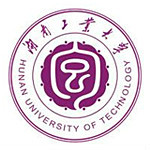 湖南工业大学
HUNAN UNIVERSITY OF TECHNOLOGY